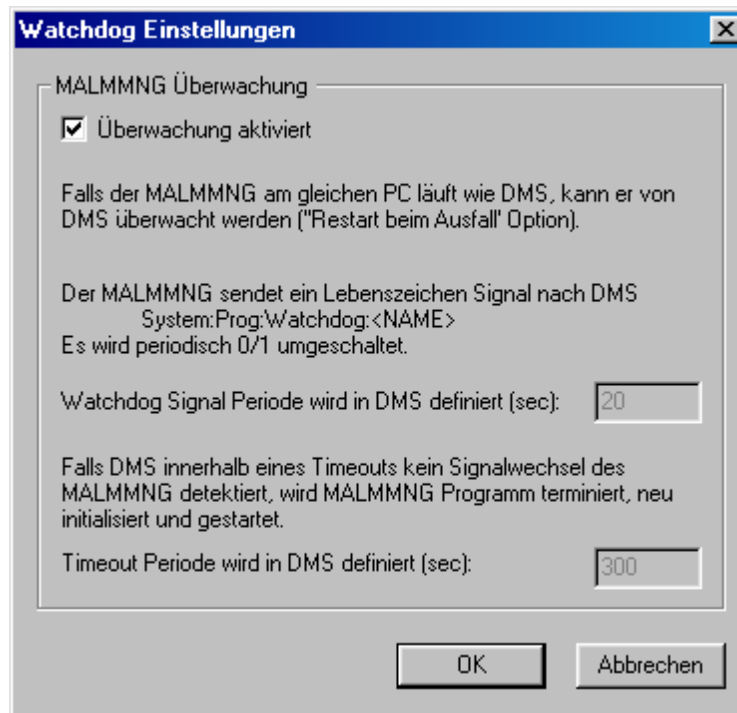 Watchdog Einstellungen
MALMMNG Überwachung
Überwachung aktiviert
Falls der MALMMNG am gleichen PC läuft wie DMS, kann er von
DMS überwacht werden ("Restart beim Ausfall' Option).
Der MALMMNG sendet ein Lebenszeichen Signal nach DMS
System:Prog:Watchdog:<NAME>
Es wird periodisch 0/1 umgeschaltet.
Watchdog Signal Periode wird in DMS definiert (sec): 20
Falls DMS innerhalb eines Timeouts kein Signalwechsel des
MALMMNG detektiert, wird MALMMNG Programm terminiert, neu
initialisiert und gestartet.
Timeout Periode wird in DMS definiert (sec): 300
OK Abbrechen